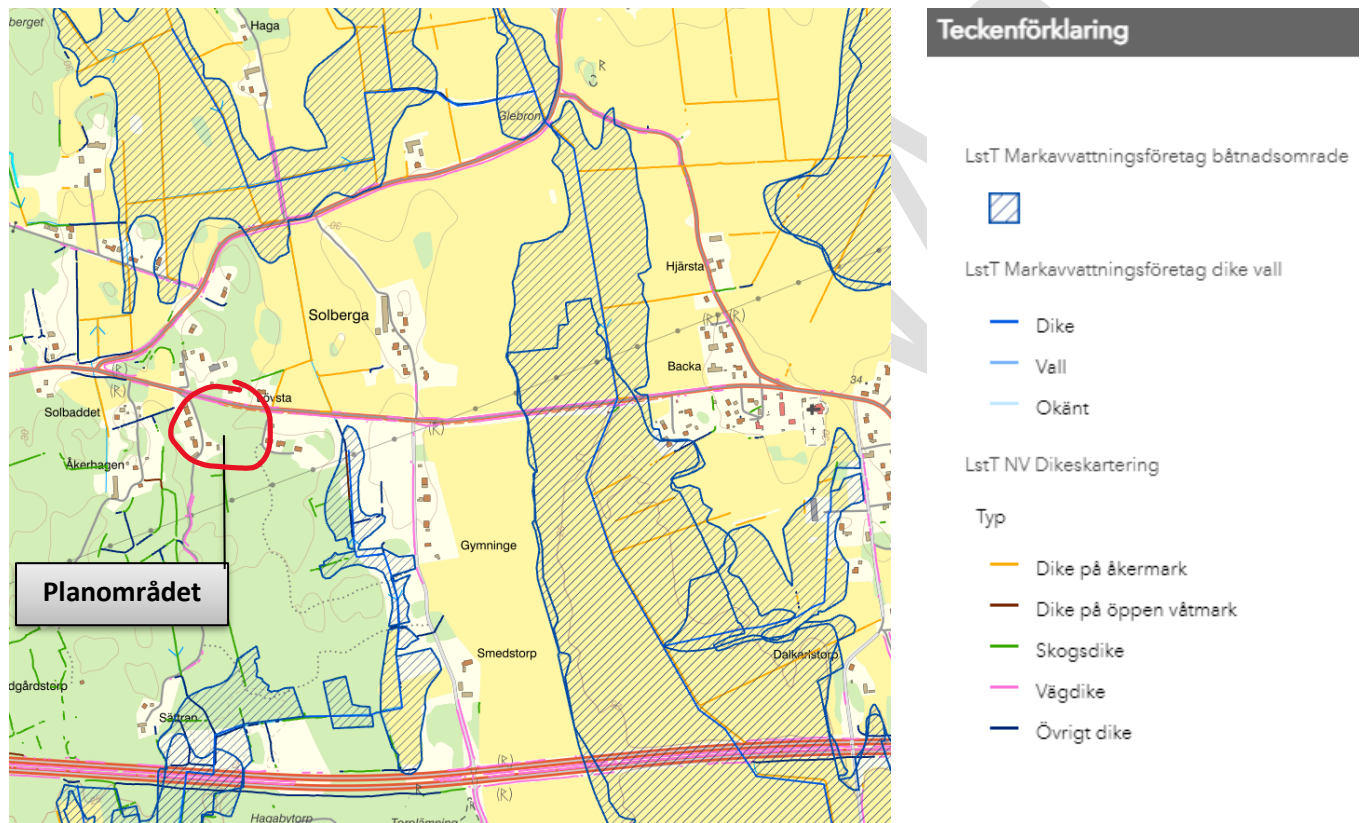 berget
Haga
R
Glebron
Hjärsta
Solberga
(R) (R)
Backa
34
(R)
(R)
Lövsta
Solbaddet
(R)
Åkerhagen
Gymninge
Planområdet
Smedstorp
Dalkarlstorp
dgårdstorp
Sättran
(R)
R
(R)
R
Hagabytorp
Torplämning
Teckenförklaring
LstT Markavvattningsföretag båtnadsomrade
LstT Markavvattningsföretag dike vall
Dike
Vall
Okänt
LstT NV Dikeskartering
Typ
Dike på åkermark
Dike på öppen våtmark
Skogsdike
Vägdike
Övrigt dike